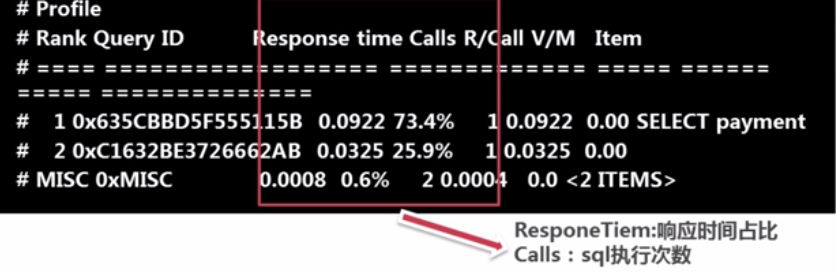 # Profile
# Rank Query ID Response time Calls R/Call V/M Item
# ==== ================== ============= ===== ======
===== ==============
# 1 0x635CBBD5F555115B 0.0922 73.4% 1 0.0922 0.00 SELECT payment
# 2 0xC1632BE3726662AB 0.0325 25.9% 1 0.0325 0.00
# MISC 0xMISC 0.0008 0.6% 2 0.0004 0.0 <2 ITEMS>
ResponeTiem:响应时间占比
Calls：sql执行次数